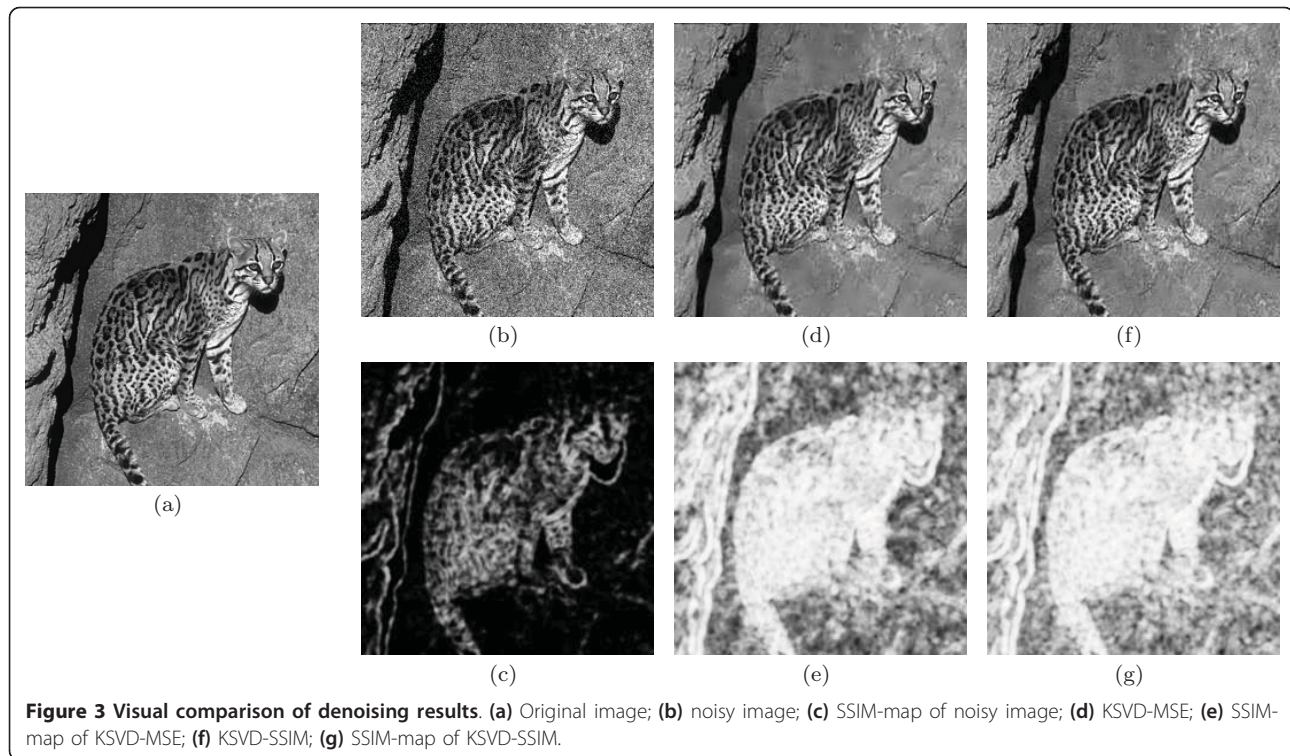 (b)
(d)
(f)
(a)
(c)
(e)
(g)
Figure 3 Visual comparison of denoising results. (a) Original image; (b) noisy image; (c) SSIM-map of noisy image; (d) KSVD-MSE; (e) SSIM-
map of KSVD-MSE; (f) KSVD-SSIM; (g) SSIM-map of KSVD-SSIM.